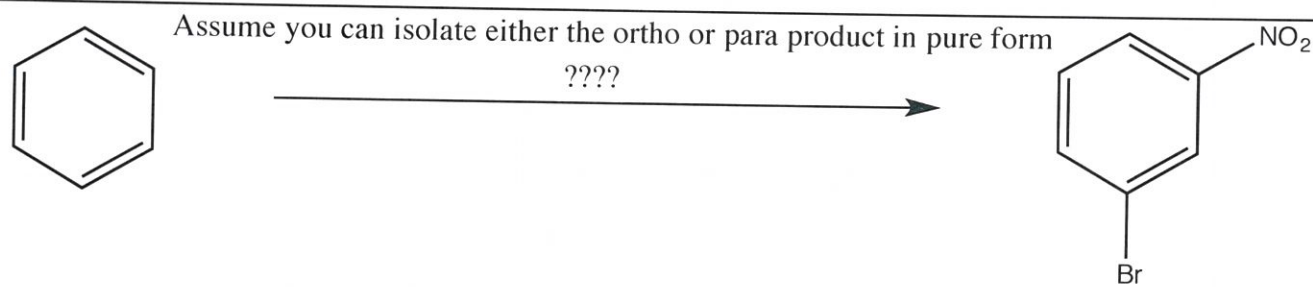 Assume you can isolate either the ortho or para product in pure form
????
NO₂
Br